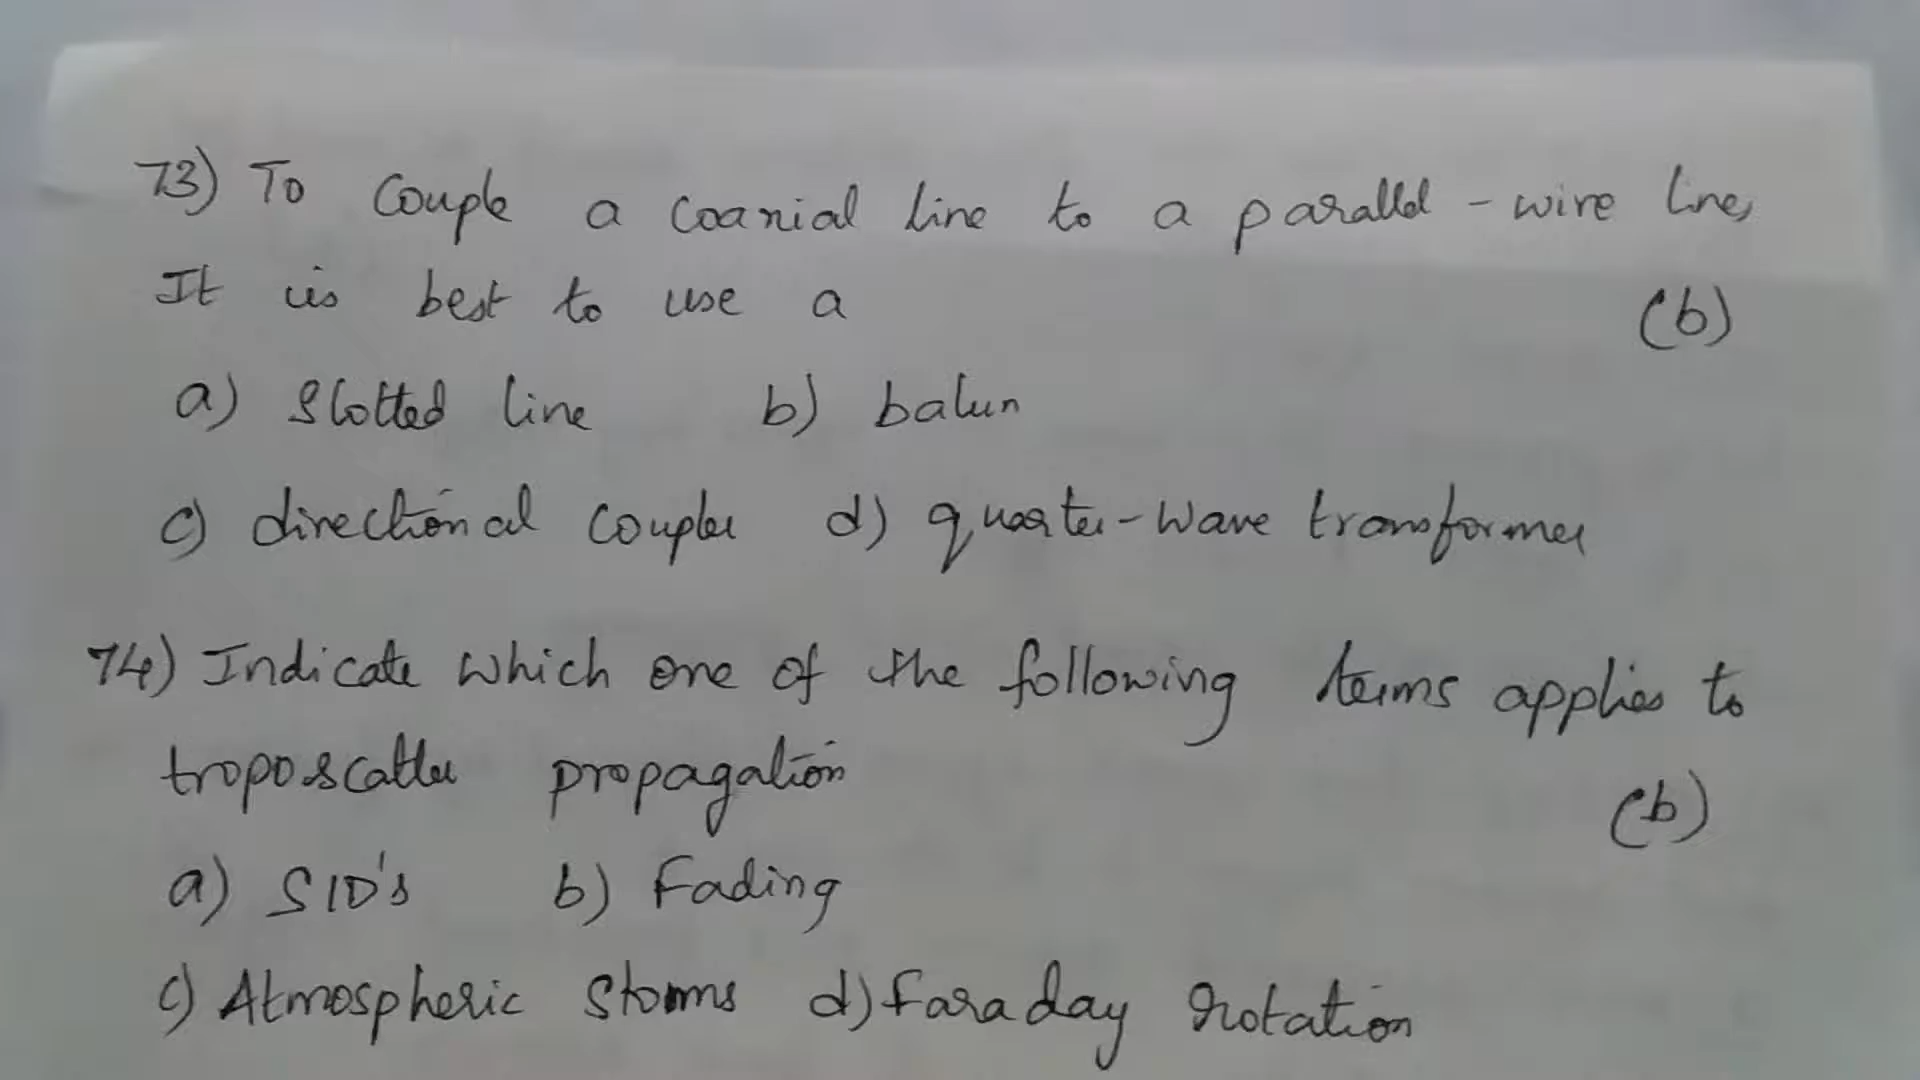 73) To couple a coaxial line to a parallel - wire line,
It is best to use a (b)
a) slotted line b) balun
c) directional coupler d) quarter-wave transformer
74) Indicate which one of the following terms applies to
troposcatter propagation (b)
a) SID's b) Fading
c) Atmospheric storms d) faraday rotation